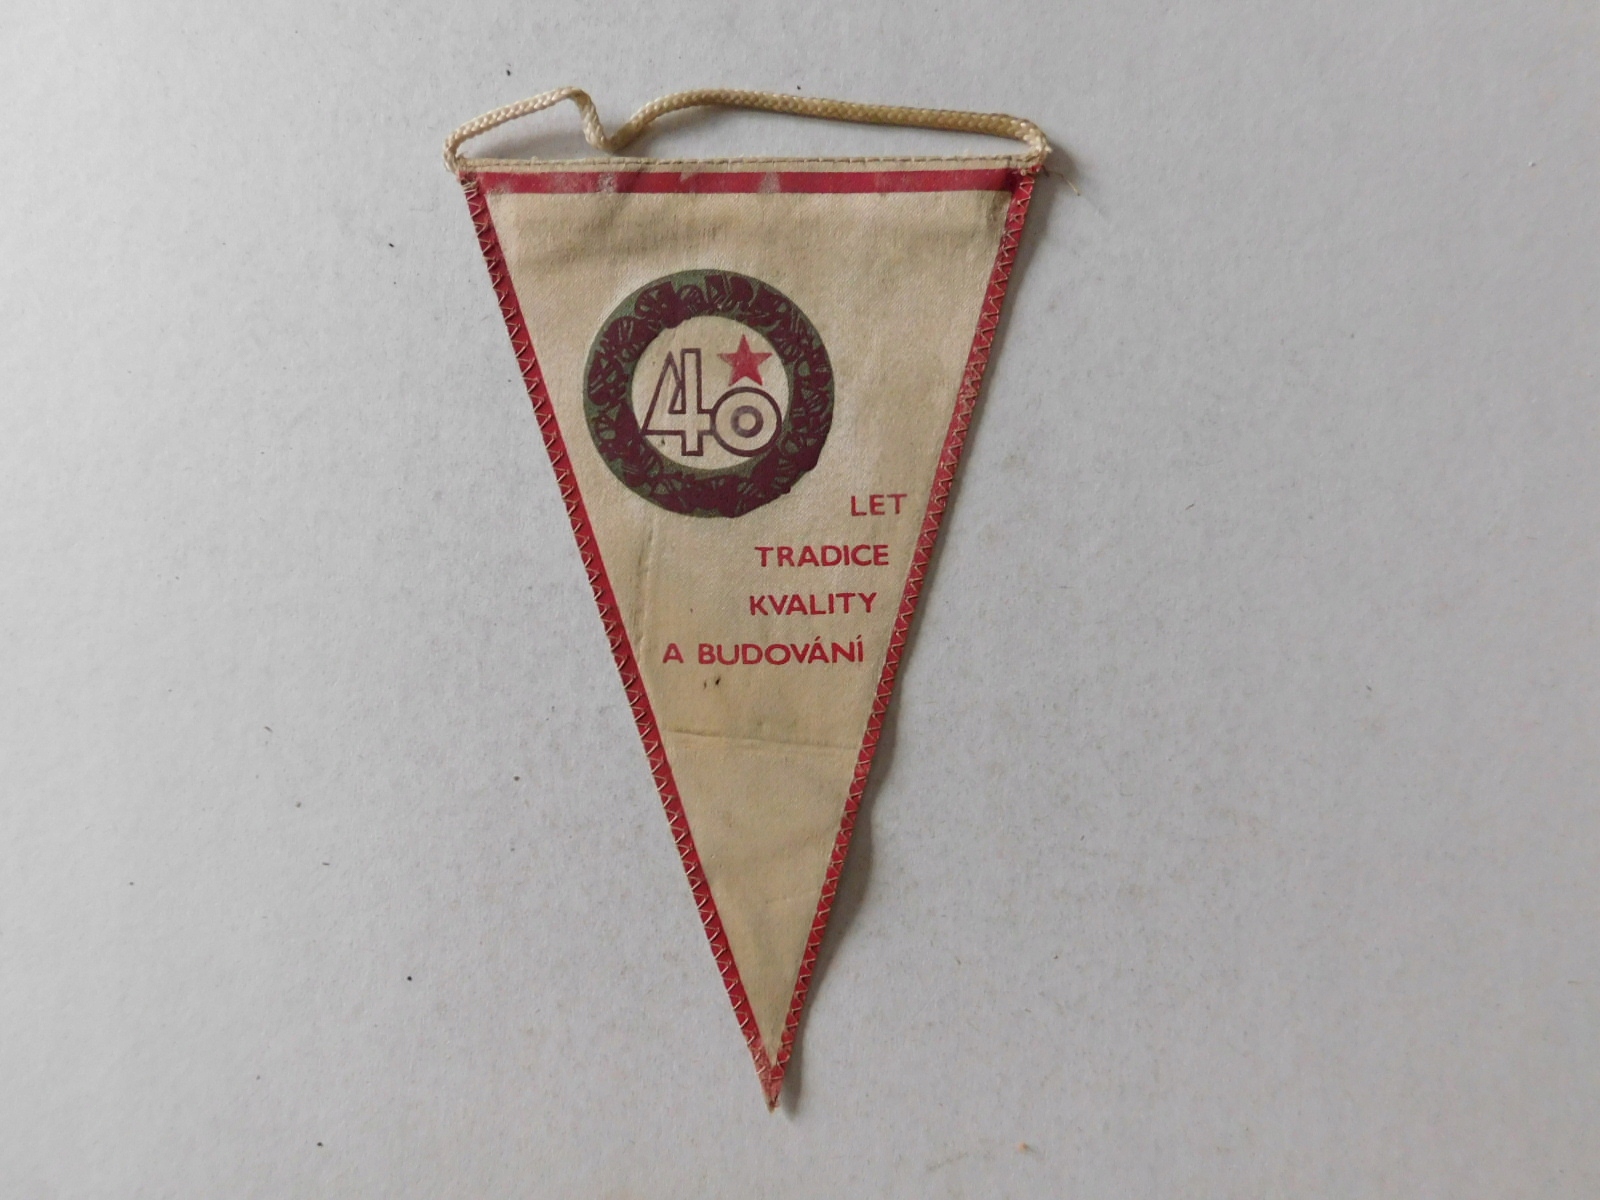 40
LET
TRADICE
KVALITY
A BUDOVÁNÍ